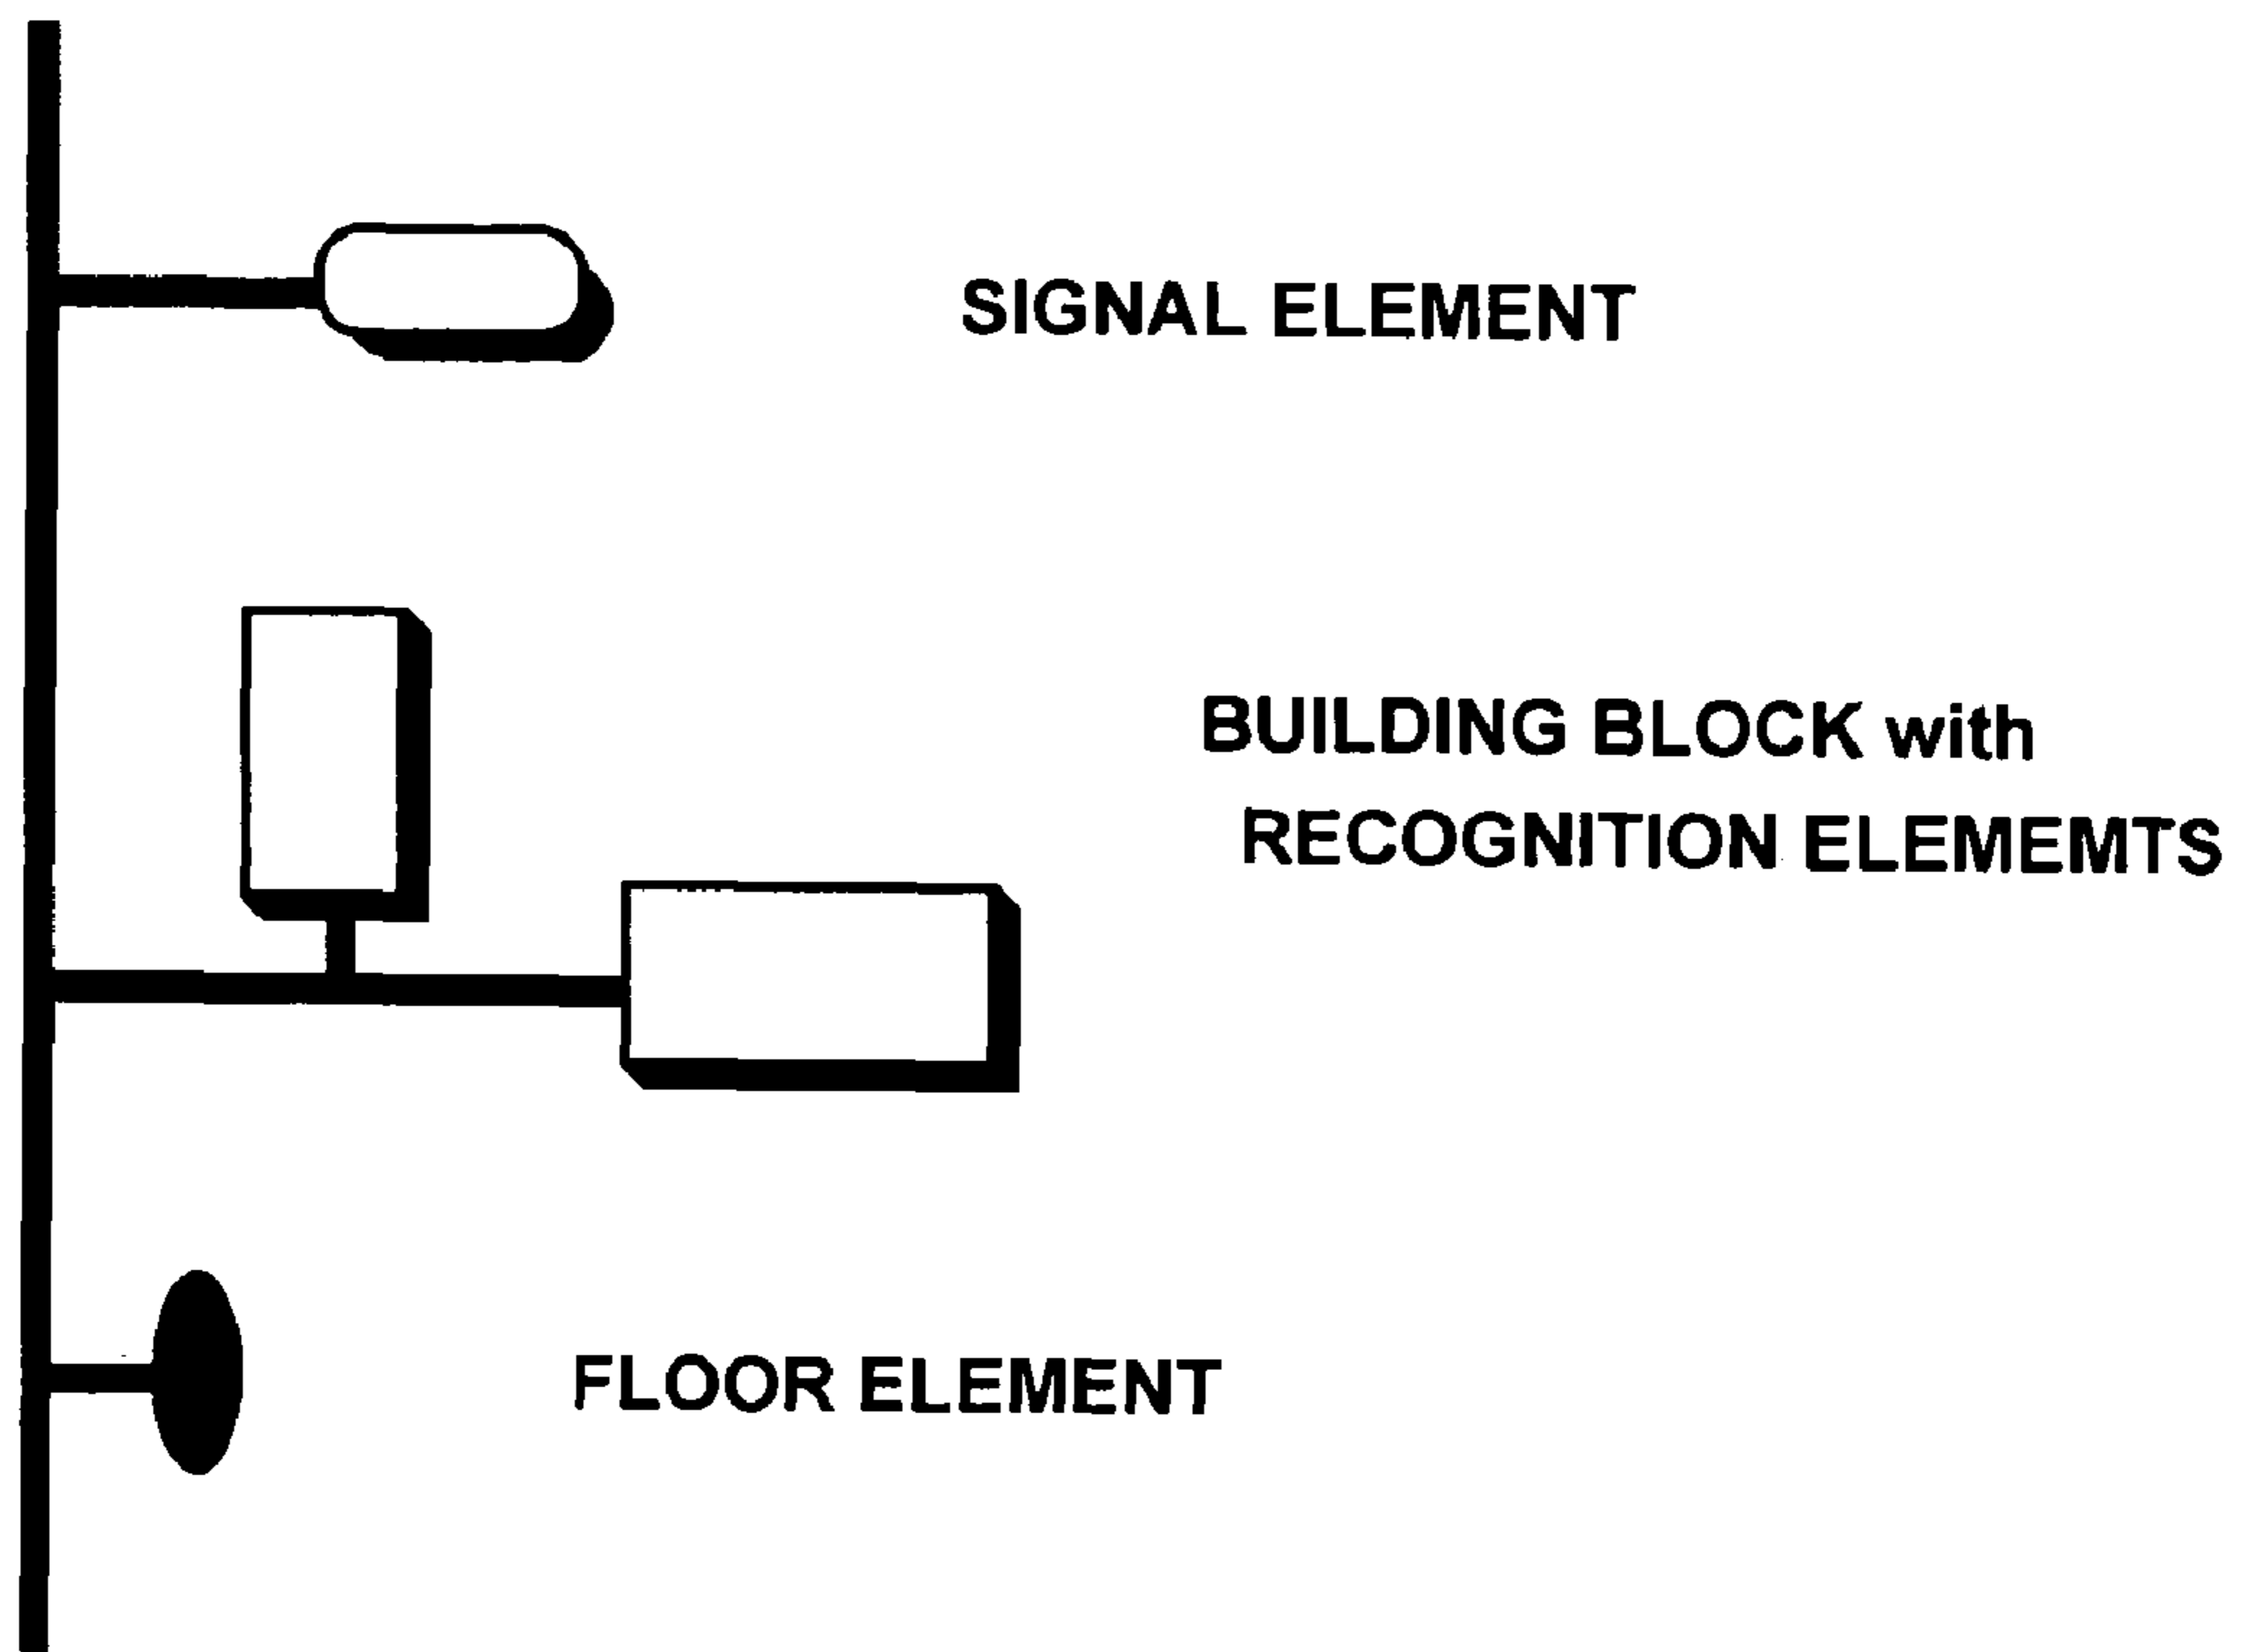 SIGNAL ELEMENT
BUILDING BLOCK with
RECOGNITION ELEMEMTS
FLOOR ELEMENT